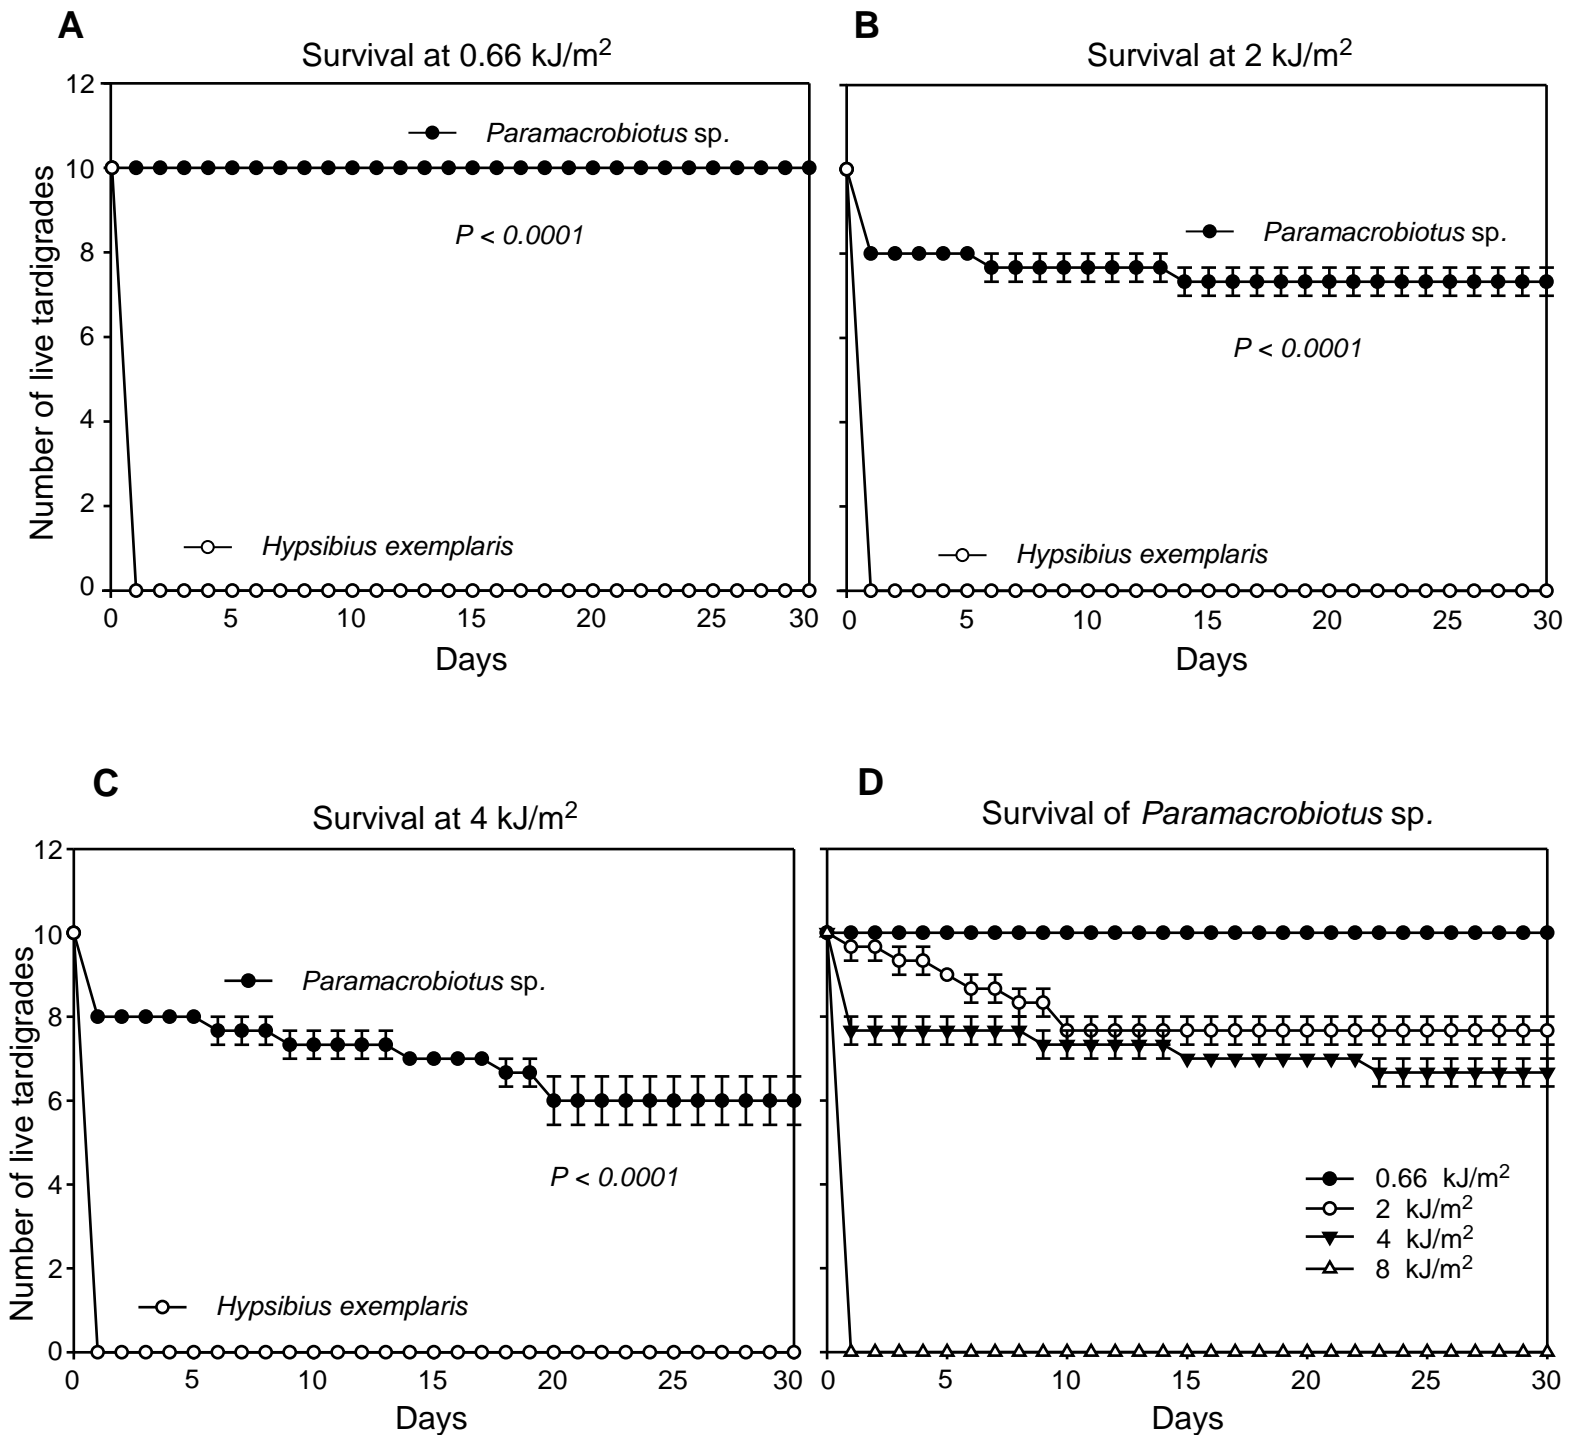 A
Survival at 0.66 kJ/m2
12
10
8
6
4
2
0
Number of live tardigrades
Paramacrobiotus sp.
P < 0.0001
Hypsibius exemplaris
0 5 10 15 20 25 30
Days
B
Survival at 2 kJ/m2
Paramacrobiotus sp.
P < 0.0001
Hypsibius exemplaris
0 5 10 15 20 25 30
Days
C
Survival at 4 kJ/m2
12
10
8
6
4
2
0
Number of live tardigrades
Paramacrobiotus sp.
P < 0.0001
Hypsibius exemplaris
0 5 10 15 20 25 30
Days
D
Survival of Paramacrobiotus sp.
0.66 kJ/m2
2 kJ/m2
4 kJ/m2
8 kJ/m2
0 5 10 15 20 25 30
Days